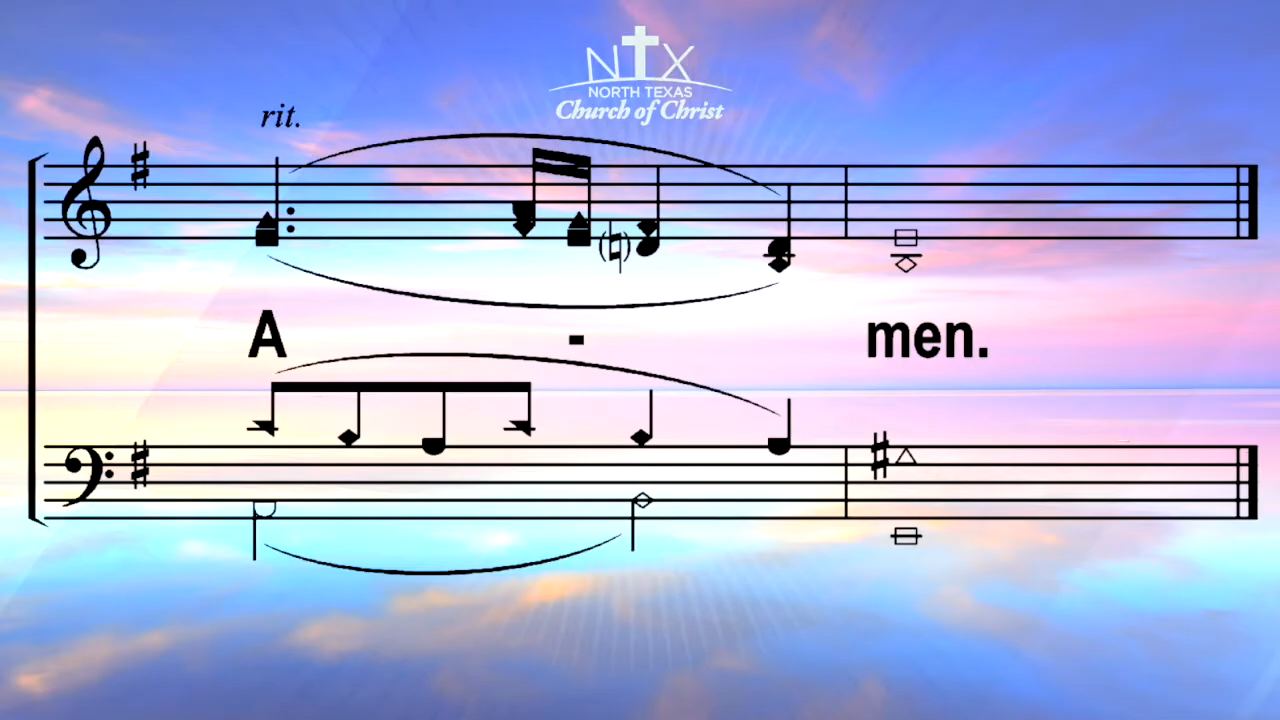 NTX
NORTH TEXAS
Church of Christ
rit.
A - men.